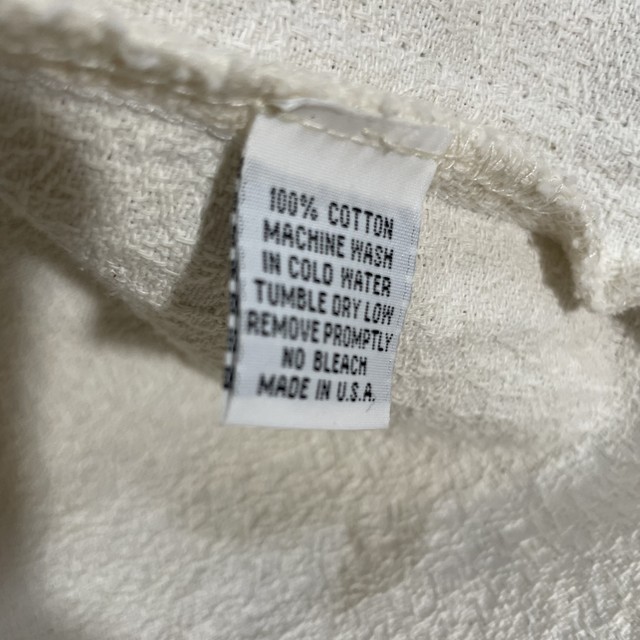 100% COTTON
MACHINE WASH
IN COLD WATER
TUMBLE DRY LOW
REMOVE PROMPTLY
NO BLEACH
MADE IN U.S.A.